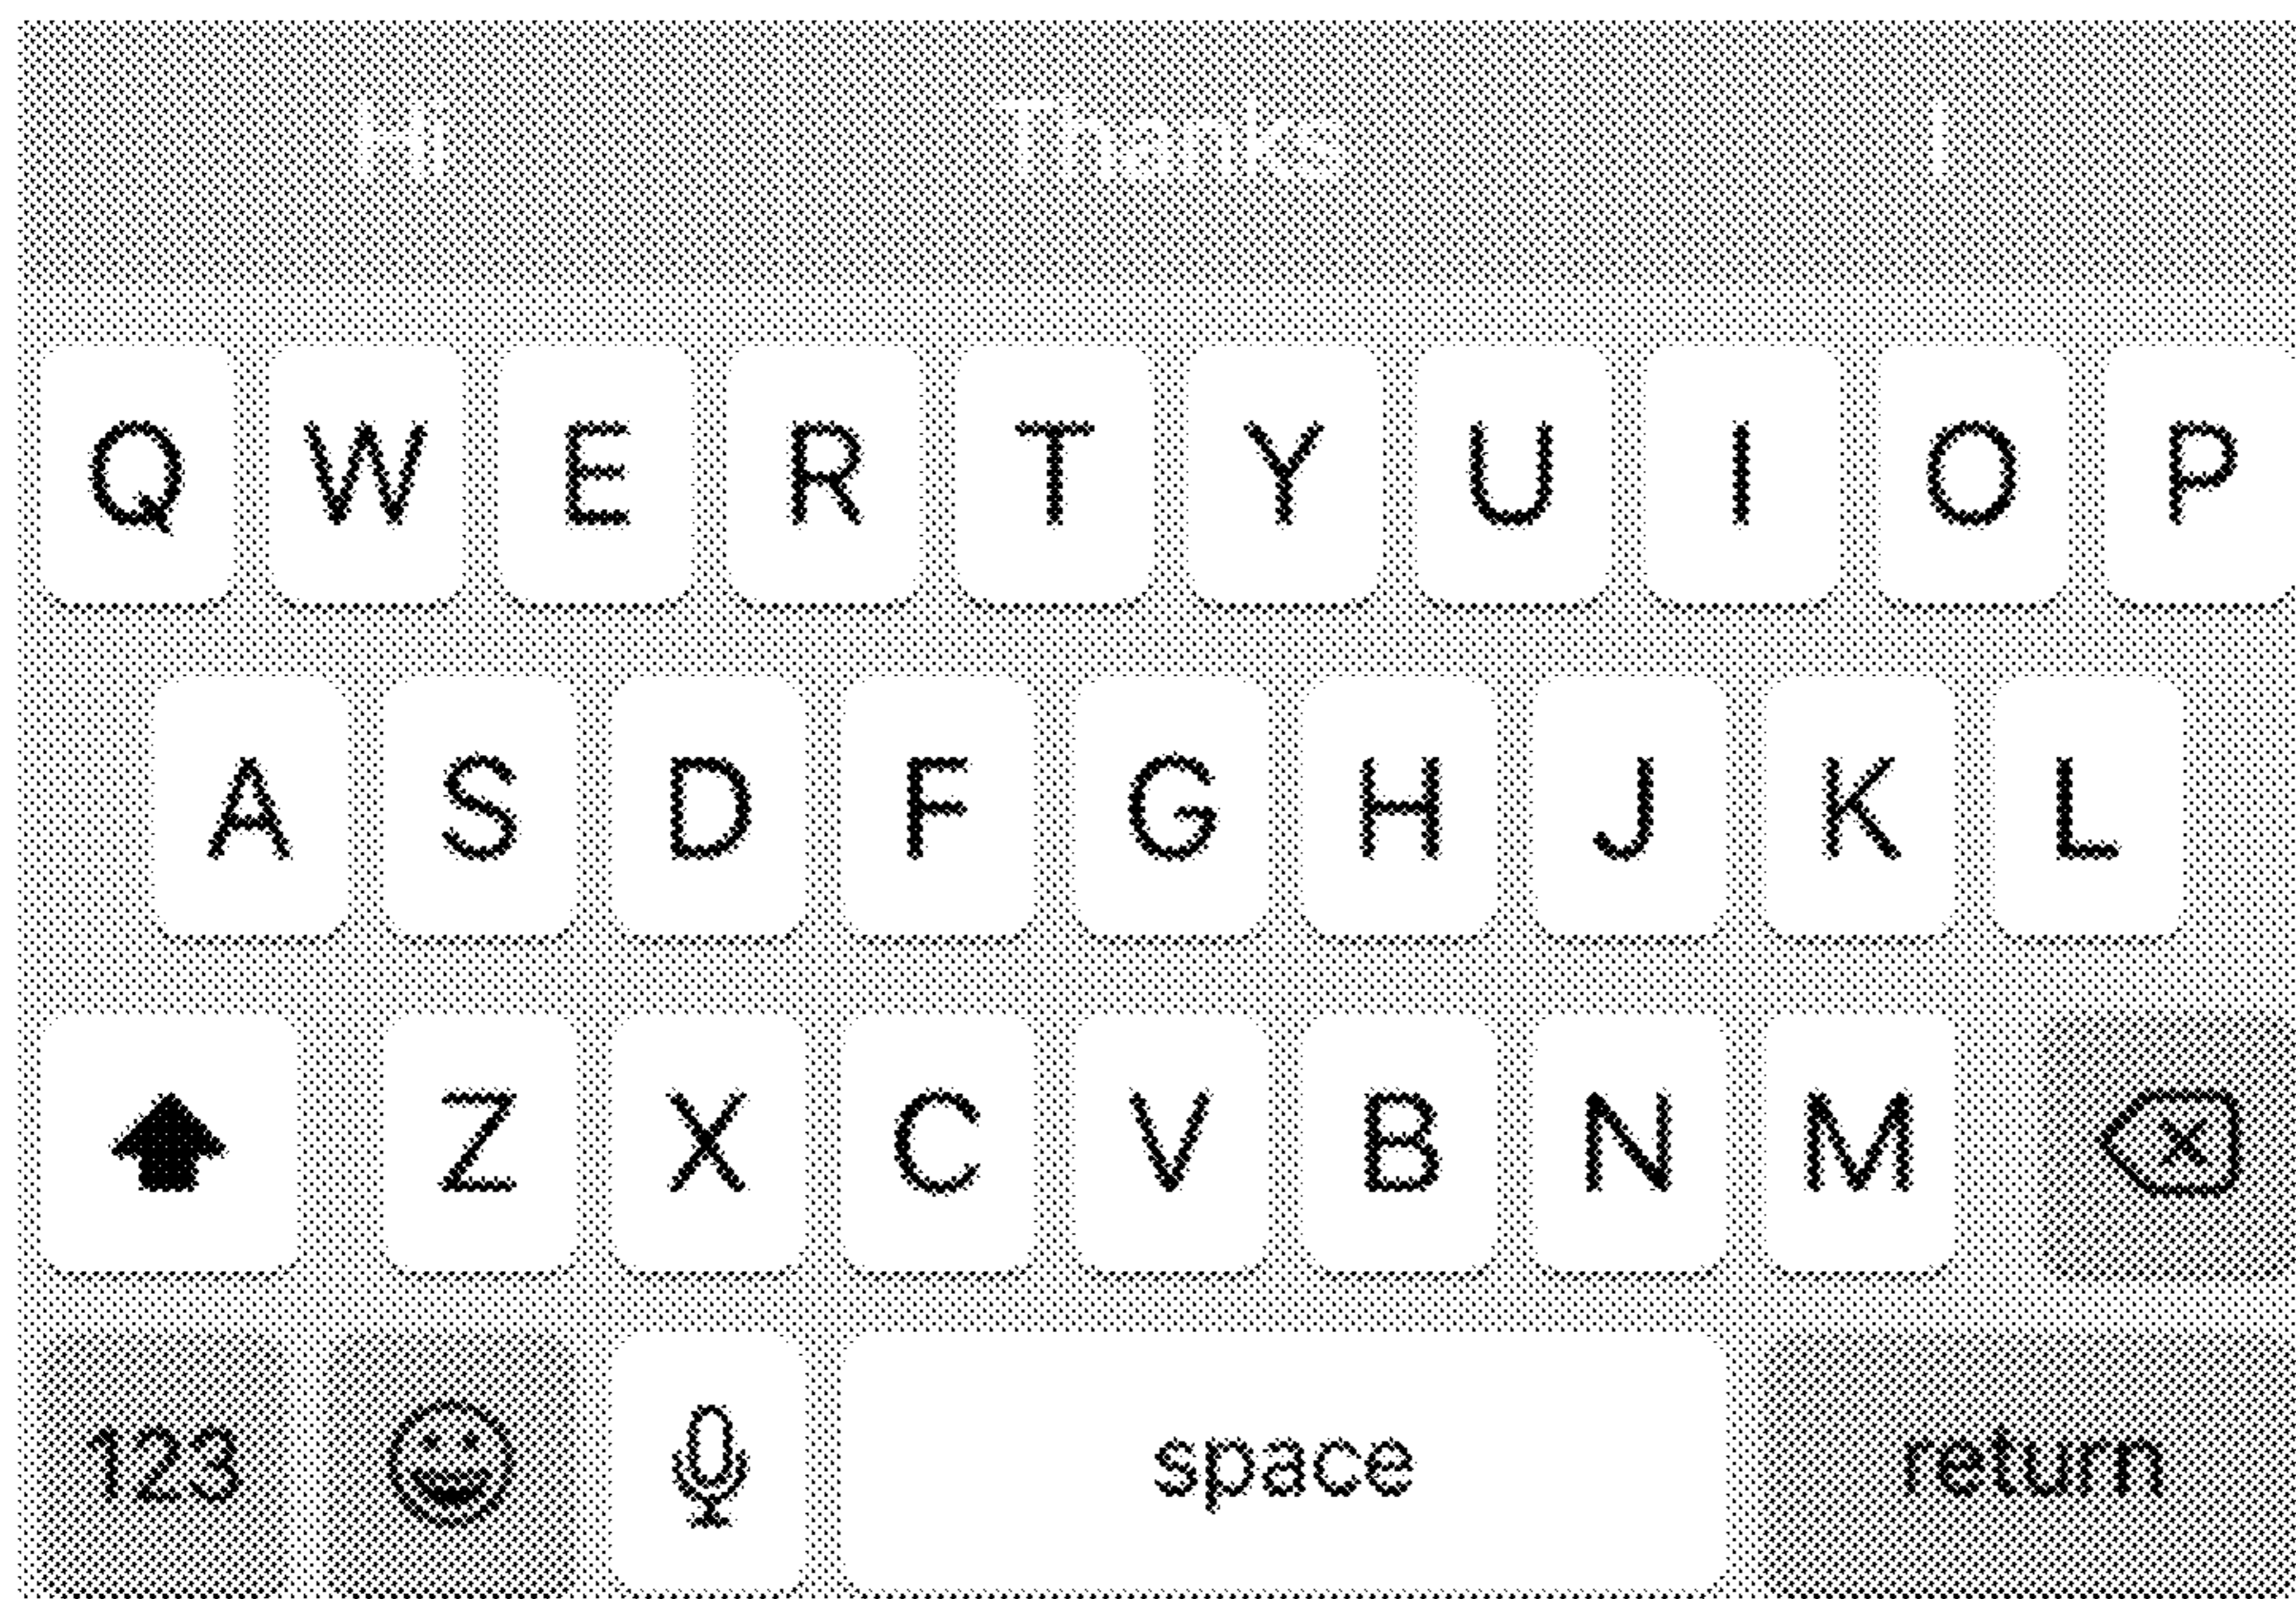 Hi Thanks I
Q W E R T Y U I O P
A S D F G H J K L
Z X C V B N M
123 space return